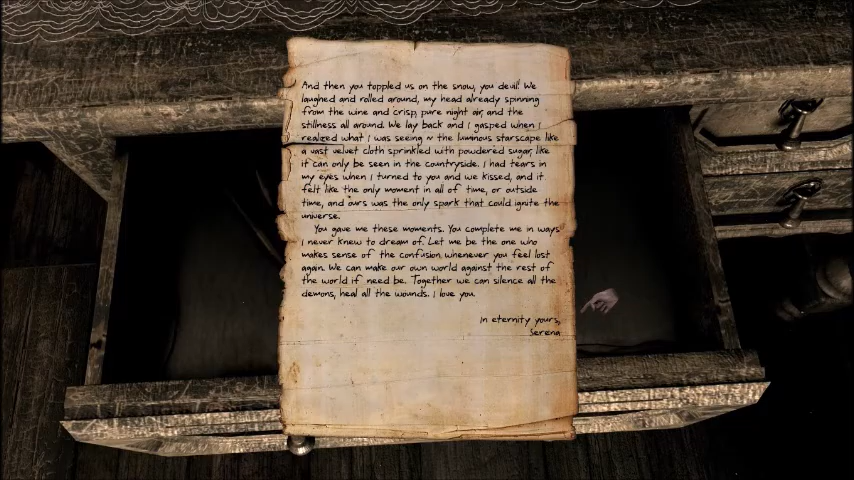 And then you toppled us on the snow, you devil! We
laughed and rolled around, my head already spinning
from the wine and crisp, pure night air, and the
stillness all around. We lay back and I gasped when I
realized what I was seeing ~ the luminous starscape like
a vast velvet cloth sprinkled with powdered sugar, like
it can only be seen in the countryside. I had tears in
my eyes when I turned to you and we kissed, and it
felt like the only moment in all of time, or outside
time, and ours was the only spark that could ignite the
universe.
You gave me these moments. You complete me in ways
I never knew to dream of. Let me be the one who
makes sense of the confusion whenever you feel lost
again. We can make our own world against the rest of
the world if need be. Together we can silence all the
demons, heal all the wounds. I love you.
In eternity yours,
Serena